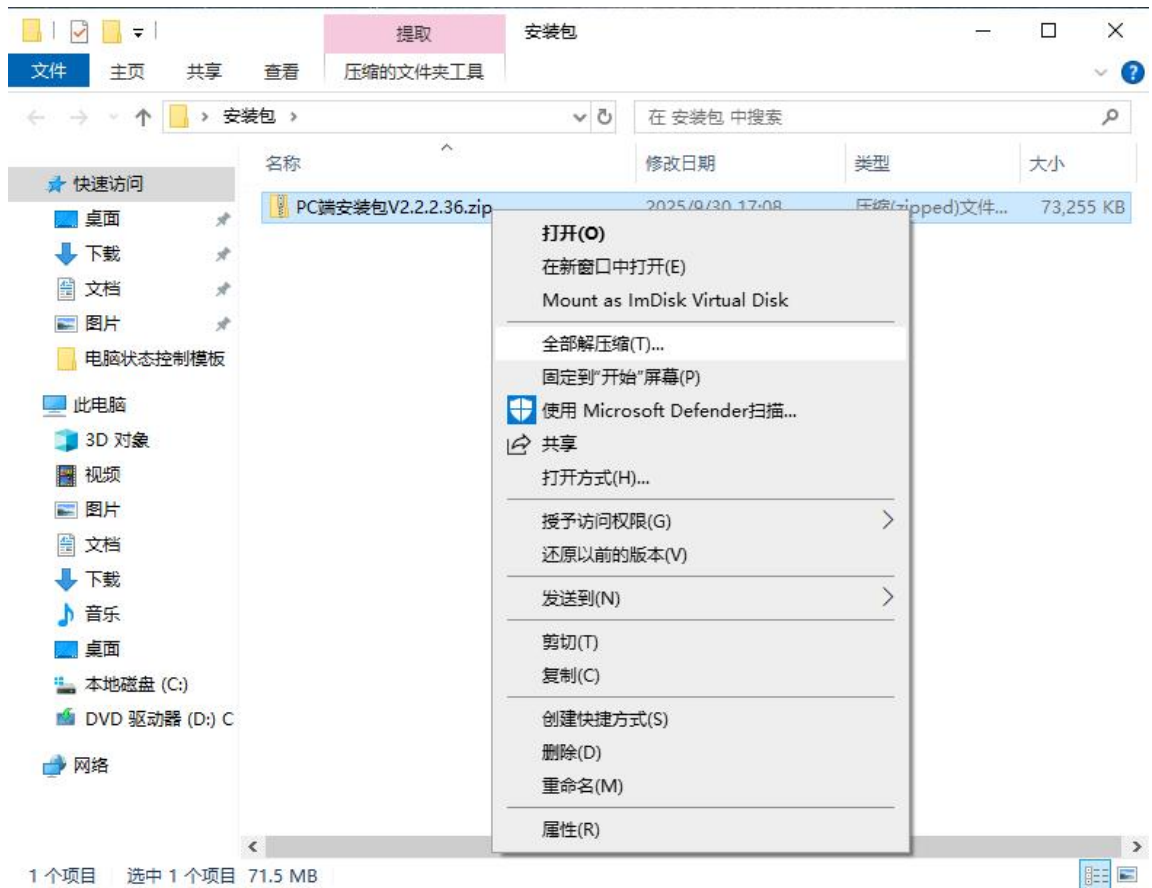 提取
安装包
文件
主页
共享
查看
压缩的文件夹工具
安装包
在 安装包 中搜索
名称
修改日期
类型
大小
PC端安装包V2.2.2.36.zip
2025/9/30 17:08
压缩(zipped)文件...
73,255 KB
快速访问
桌面
下载
文档
图片
电脑状态控制模板
此电脑
3D 对象
视频
图片
文档
下载
音乐
桌面
本地磁盘 (C:)
DVD 驱动器 (D:) C
网络
打开(O)
在新窗口中打开(E)
Mount as ImDisk Virtual Disk
全部解压缩(T)...
固定到"开始"屏幕(P)
使用 Microsoft Defender扫描...
共享
打开方式(H)...
授予访问权限(G)
还原以前的版本(V)
发送到(N)
剪切(T)
复制(C)
创建快捷方式(S)
删除(D)
重命名(M)
属性(R)
1 个项目
选中 1 个项目 71.5 MB